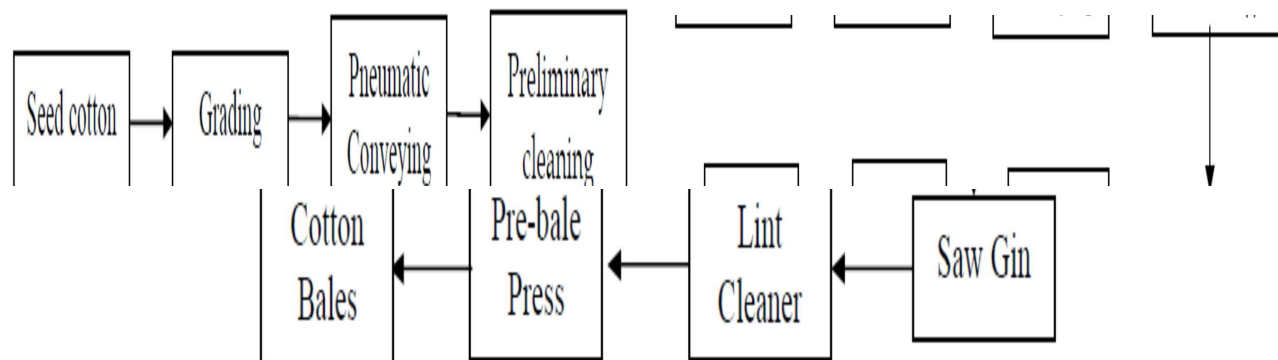 Seed cotton
Grading
Pneumatic
Conveying
Preliminary
cleaning
Saw Gin
Lint
Cleaner
Pre-bale
Press
Cotton
Bales